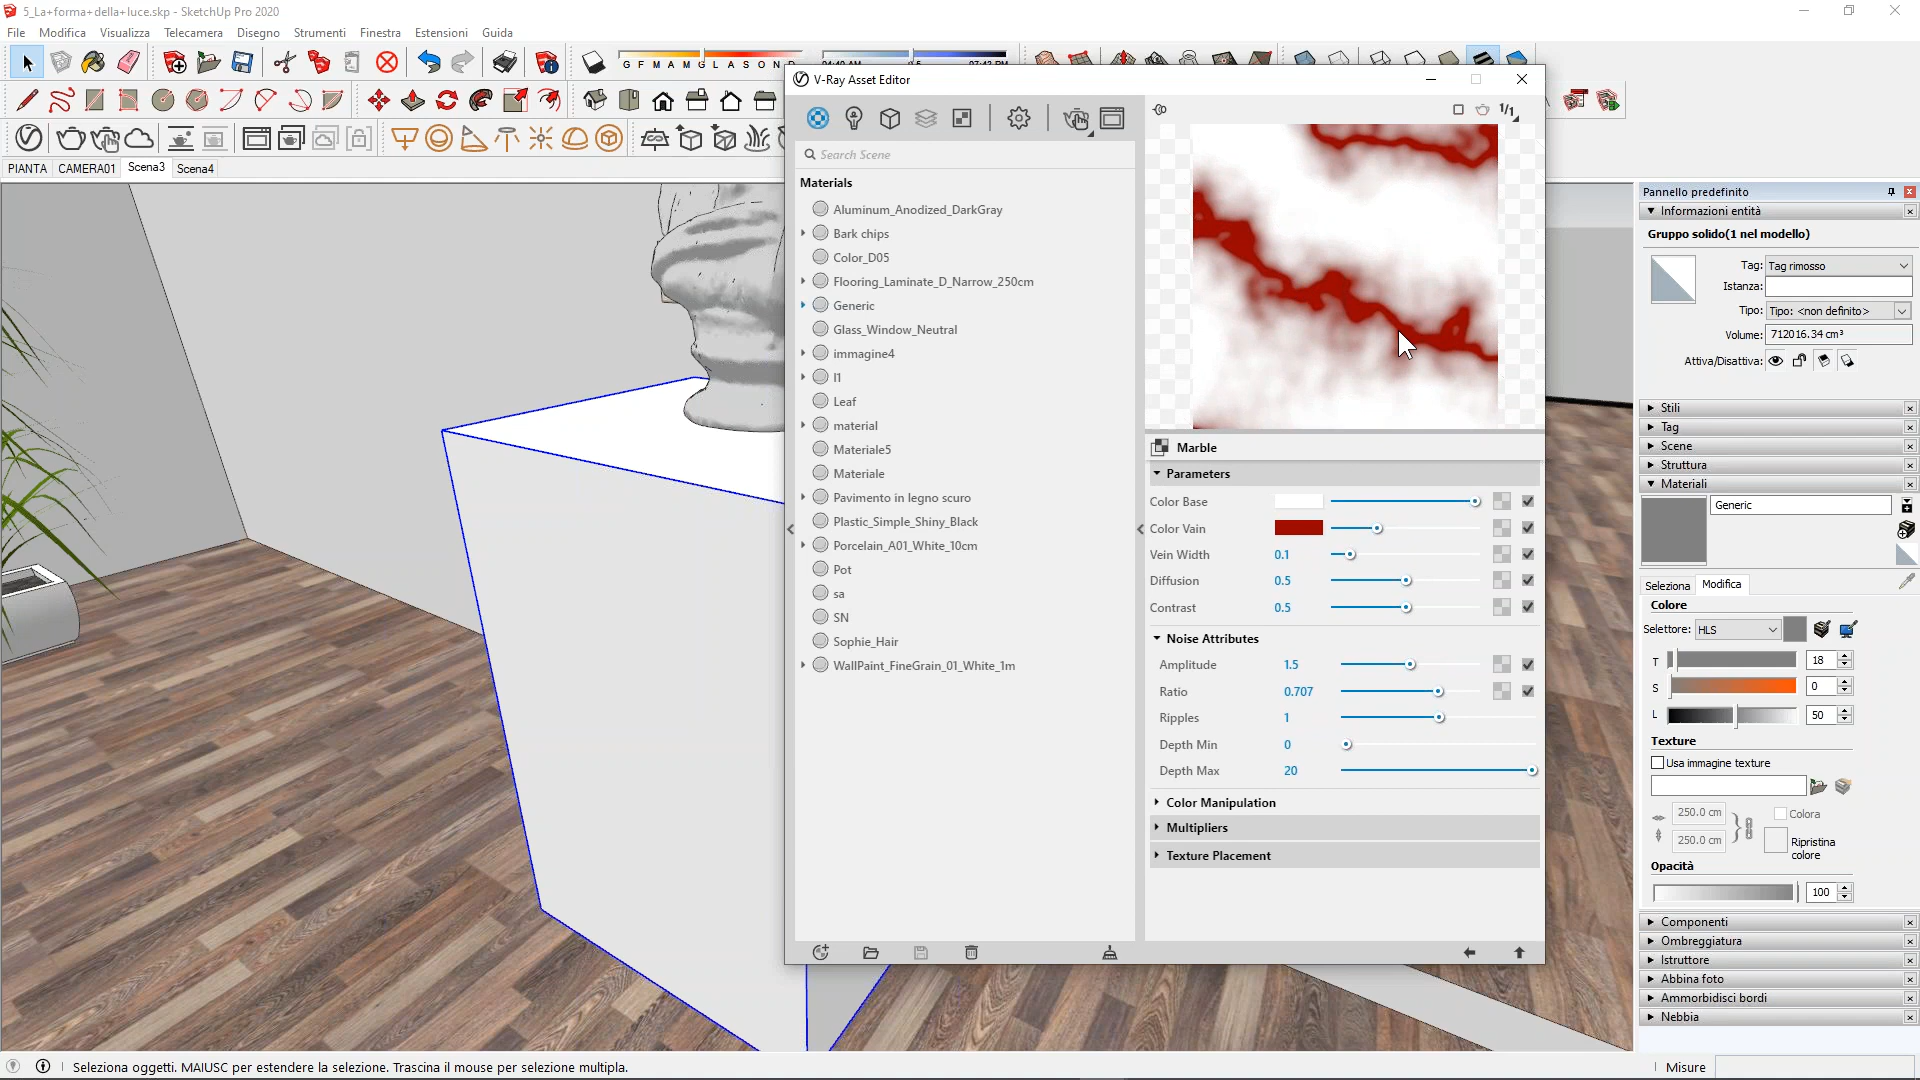 5_La+forma+della+luce.skp - SketchUp Pro 2020
File Modifica Visualizza Telecamera Disegno Strumenti Finestra Estensioni Guida
G F M A M G L A S O N D
V-Ray Asset Editor
PIANTA CAMERA01 Scena3 Scena4
Search Scene
Materials
Aluminum_Anodized_DarkGray
Bark chips
Color_D05
Flooring_Laminate_D_Narrow_250cm
Generic
Glass_Window_Neutral
immagine4
l1
Leaf
material
Materiale5
Materiale
Pavimento in legno scuro
Plastic_Simple_Shiny_Black
Porcelain_A01_White_10cm
Pot
sa
SN
Sophie_Hair
WallPaint_FineGrain_01_White_1m
1/1
Marble
Parameters
Color Base
Color Vain
Vein Width 0.1
Diffusion 0.5
Contrast 0.5
Noise Attributes
Amplitude 1.5
Ratio 0.707
Ripples 1
Depth Min 0
Depth Max 20
Color Manipulation
Multipliers
Texture Placement
Pannello predefinito
Informazioni entità
Gruppo solido(1 nel modello)
Tag: Tag rimosso
Istanza:
Tipo: Tipo: <non definito>
Volume: 712016.34 cm³
Attiva/Disattiva:
Stili
Tag
Scene
Struttura
Materiali
Generic
Seleziona Modifica
Colore
Selettore: HLS
T 18
S 0
L 50
Texture
Usa immagine texture
250.0 cm Colora
250.0 cm Ripristina
colore
Opacità
100
Componenti
Ombreggiatura
Istruttore
Abbina foto
Ammorbidisci bordi
Nebbia
Seleziona oggetti. MAIUSC per estendere la selezione. Trascina il mouse per selezione multipla.
Misure